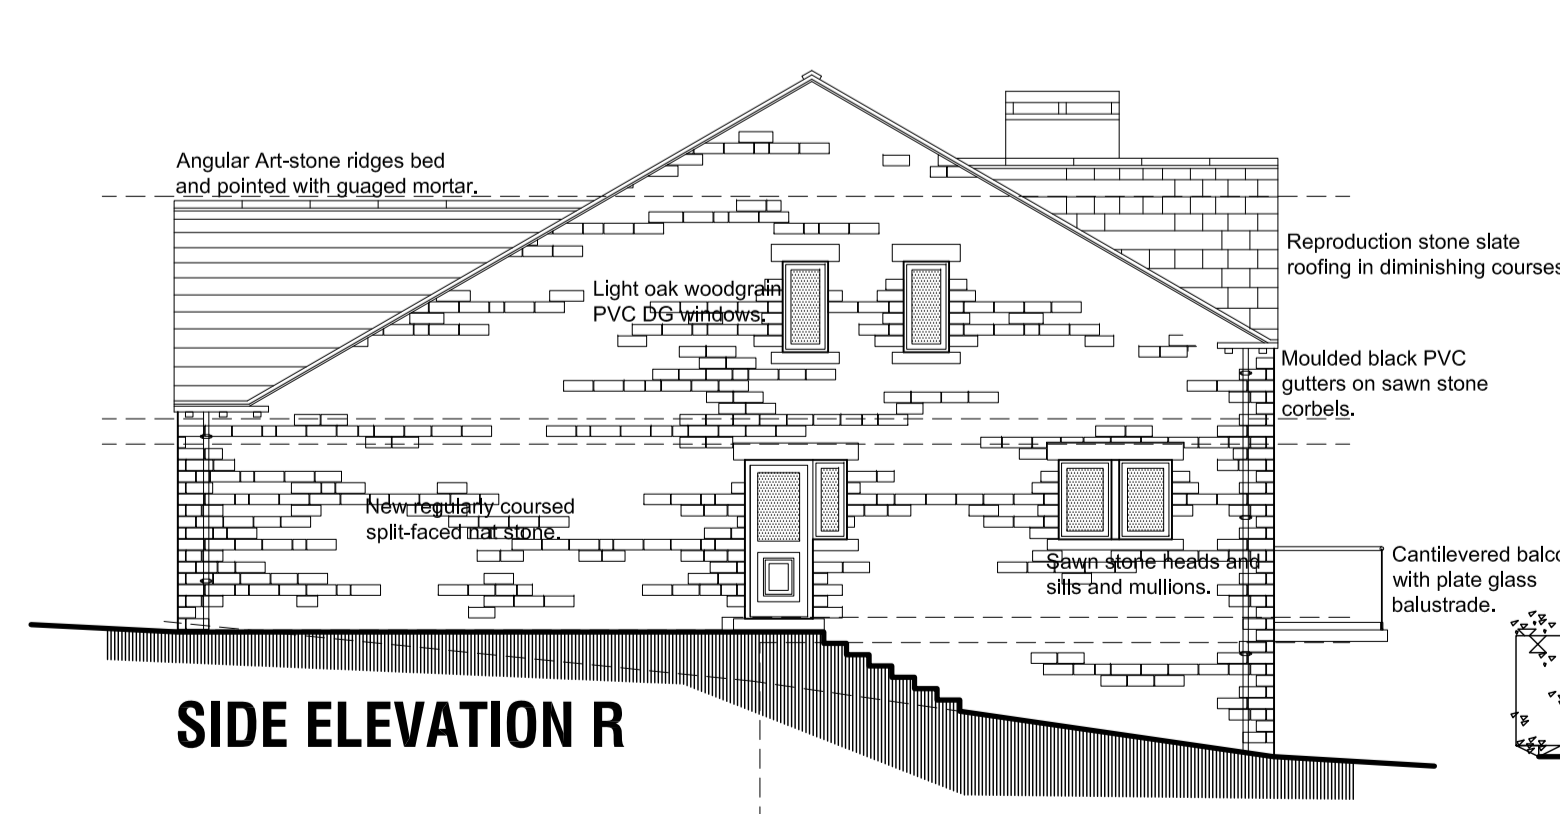 Angular Art-stone ridges bed
and pointed with guaged mortar.
Reproduction stone slate
roofing in diminishing courses
Light oak woodgrain
PVC DG windows.
Moulded black PVC
gutters on sawn stone
corbels.
New regularly coursed
split-faced nat stone.
Sawn stone heads and
sills and mullions.
Cantilevered
with plate glass
balustrade.
SIDE ELEVATION R